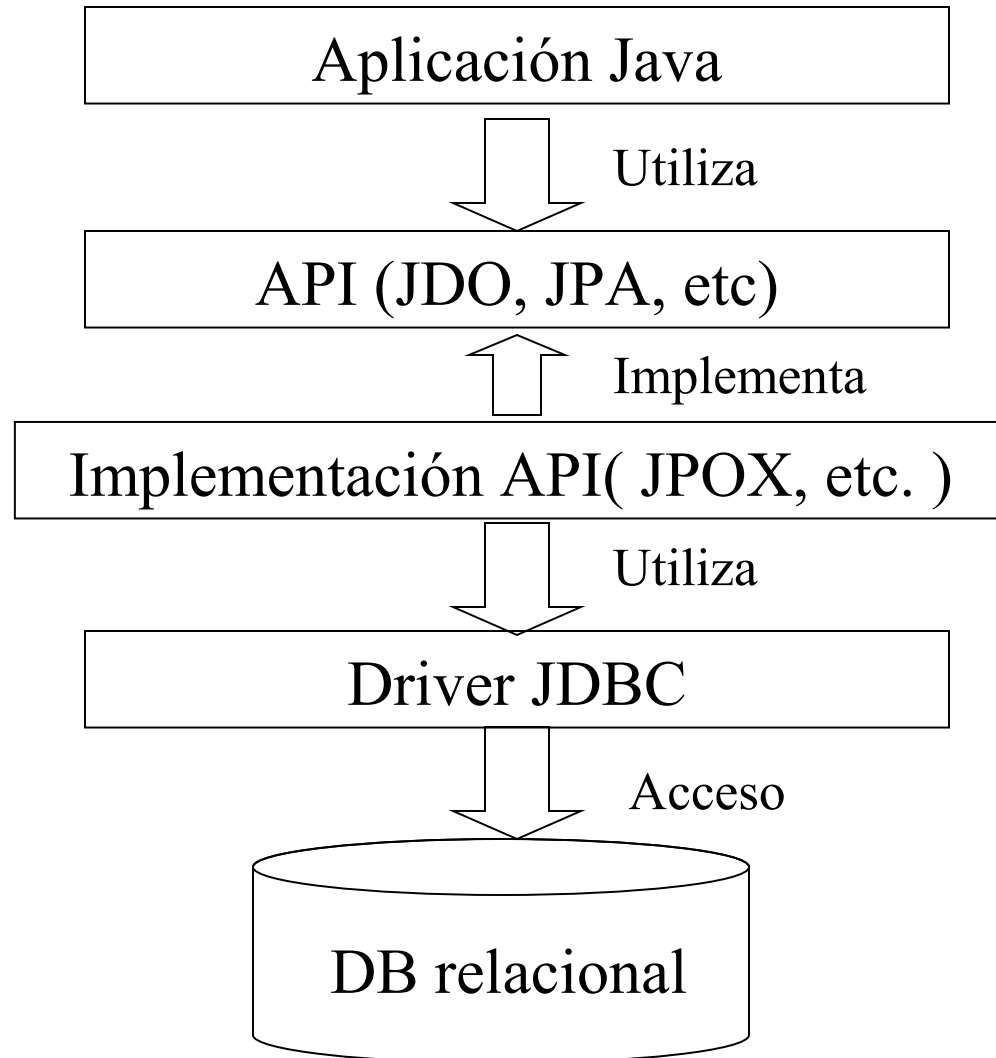 Aplicación Java
Utiliza
API (JDO, JPA, etc)
Implementa
Implementación API( JPOX, etc. )
Utiliza
Driver JDBC
Acceso
DB relacional